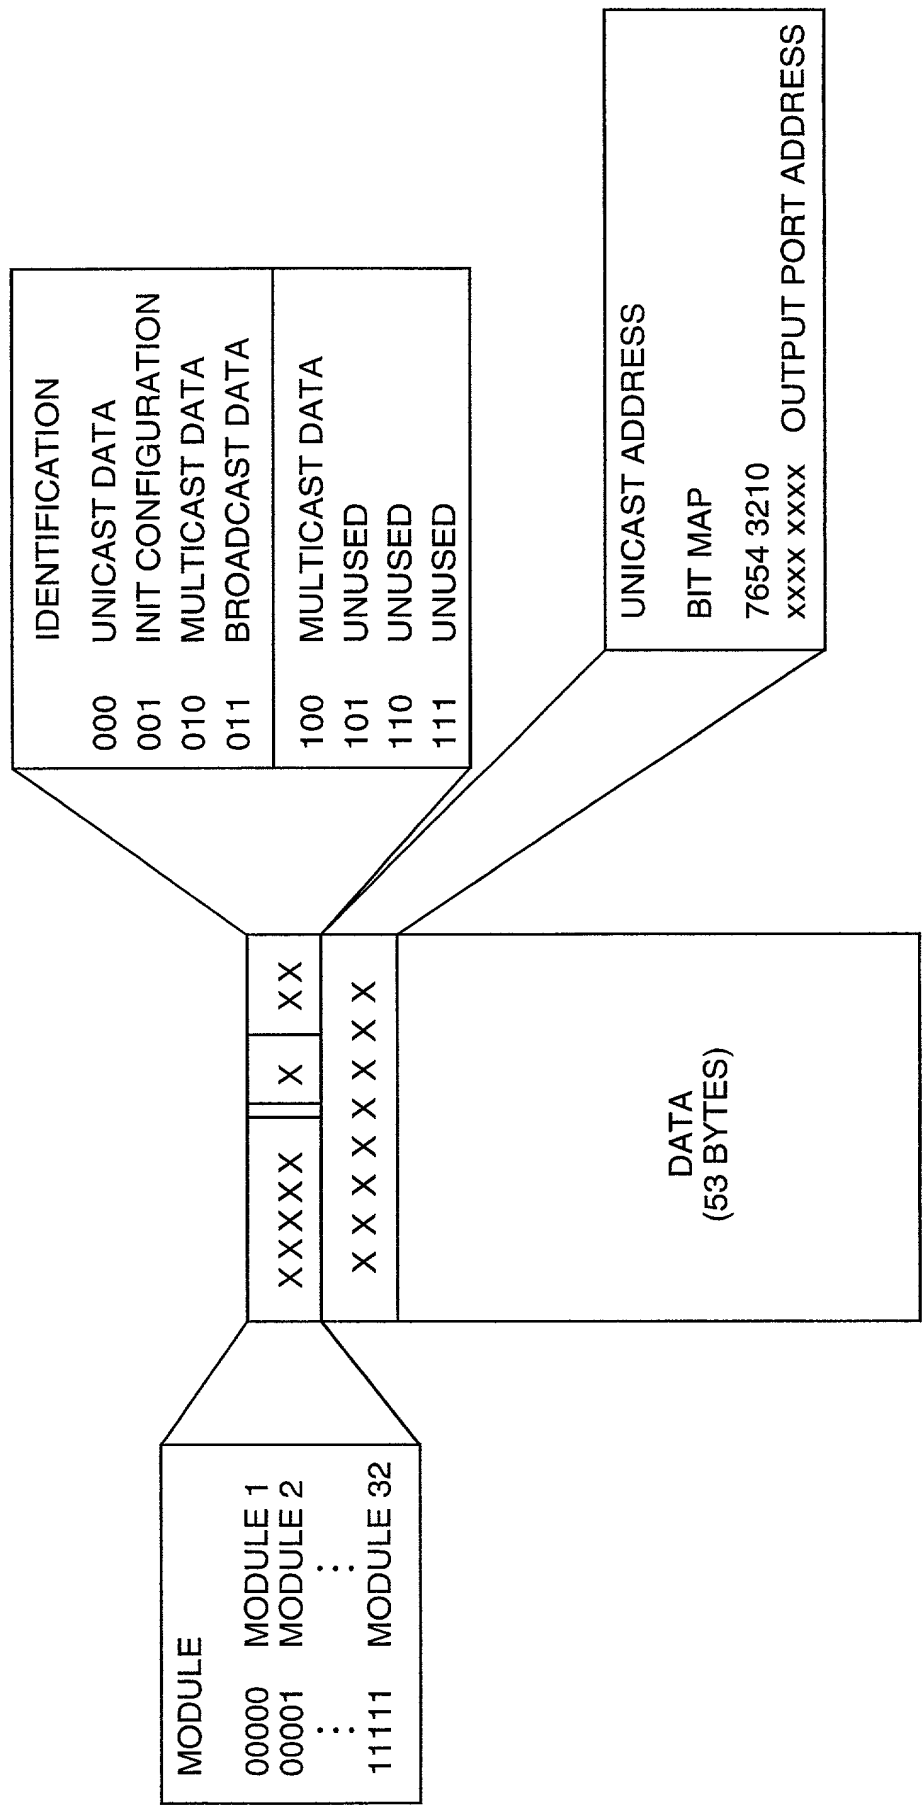 MODULE
00000 MODULE 1
00001 MODULE 2
⋮ ⋮
11111 MODULE 32
XXXXX X XX
X X X X X X X X
DATA
(53 BYTES)
IDENTIFICATION
000 UNICAST DATA
001 INIT CONFIGURATION
010 MULTICAST DATA
011 BROADCAST DATA
100 MULTICAST DATA
101 UNUSED
110 UNUSED
111 UNUSED
UNICAST ADDRESS
BIT MAP
7654 3210
XXXX XXXX OUTPUT PORT ADDRESS